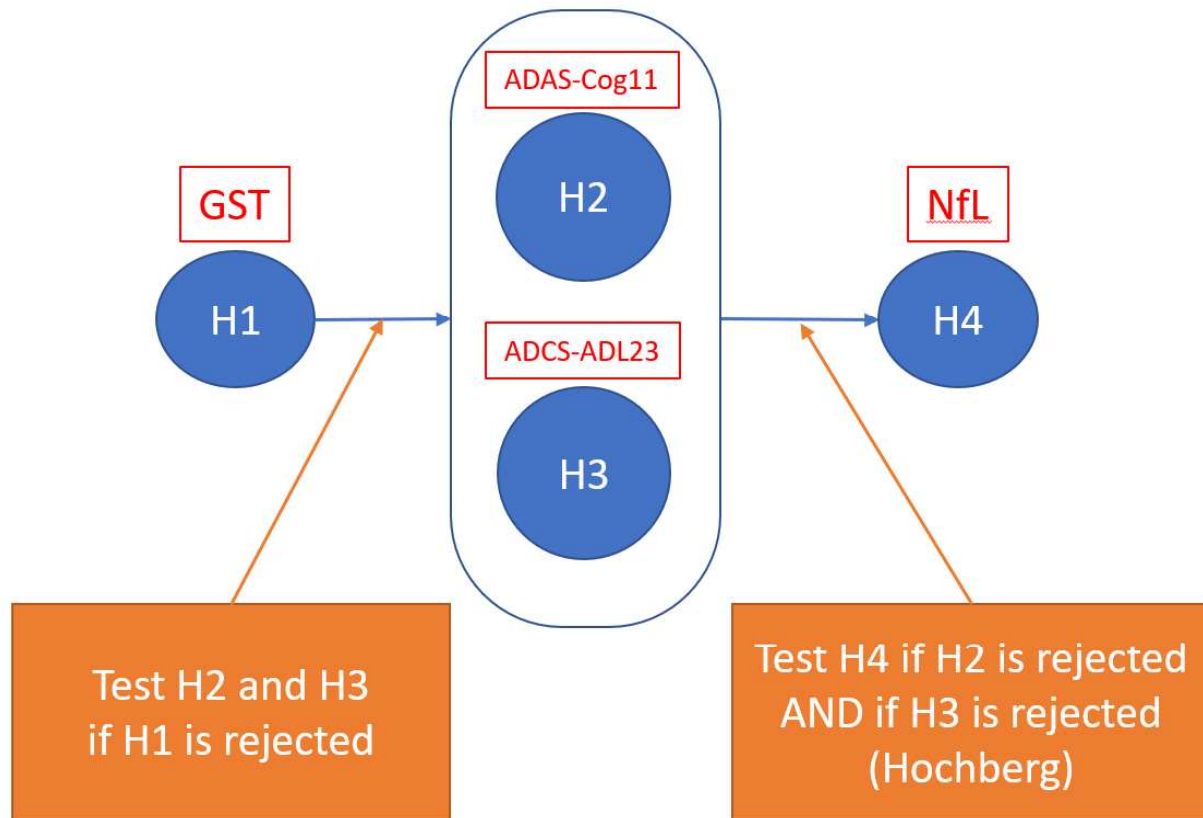 GST
H1
ADAS-Cog11
H2
ADCS-ADL23
H3
NfL
H4
Test H2 and H3
if H1 is rejected
Test H4 if H2 is rejected
AND if H3 is rejected
(Hochberg)